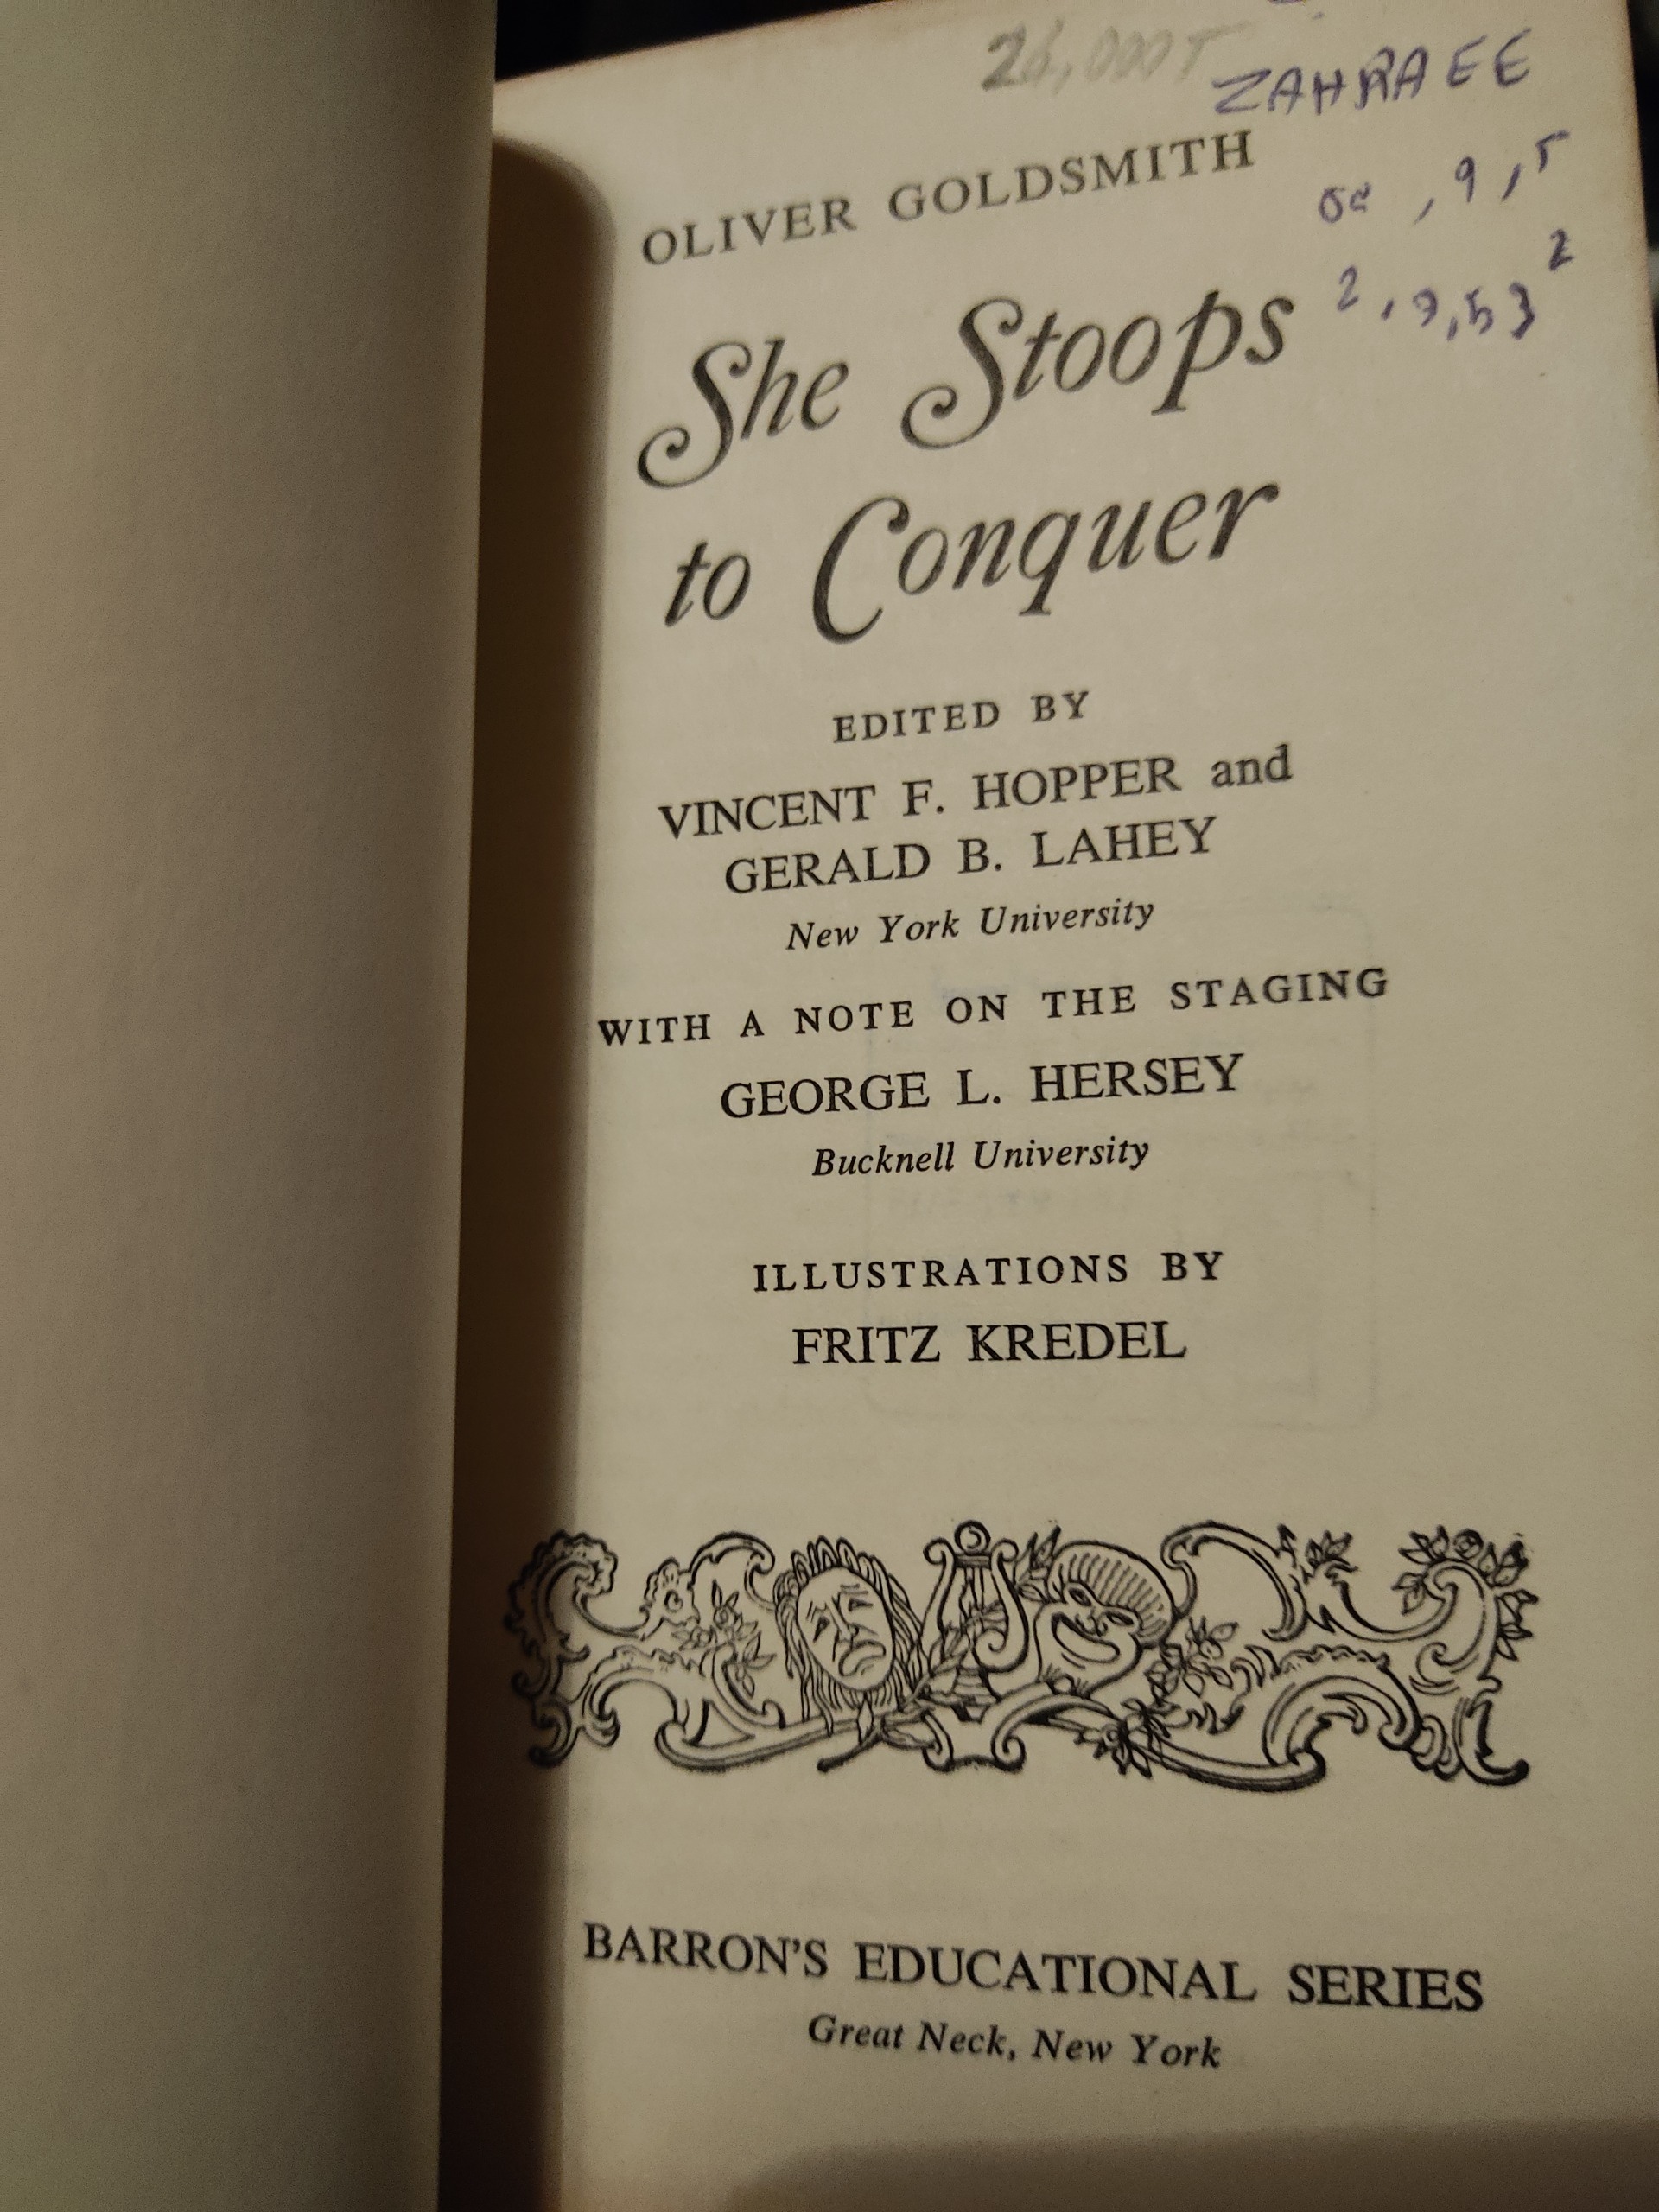 26,000T
ZAHRAEE
OLIVER GOLDSMITH
She Stoops
to Conquer
2
EDITED BY
VINCENT F. HOPPER and
GERALD B. LAHEY
New York University
WITH A NOTE ON THE STAGING
GEORGE L. HERSEY
Bucknell University
ILLUSTRATIONS BY
FRITZ KREDEL
BARRON'S EDUCATIONAL SERIES
Great Neck, New York